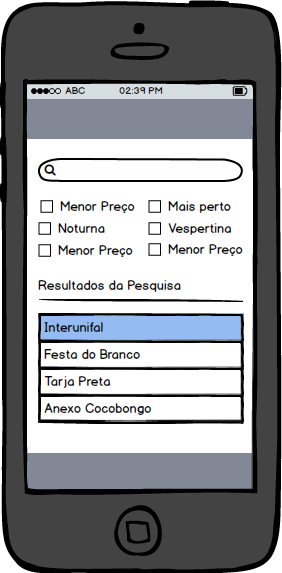 ABC 02:39 PM
Menor Preço Mais perto
Noturna Vespertina
Menor Preço Menor Preço
Resultados da Pesquisa
Interunifal
Festa do Branco
Tarja Preta
Anexo Cocobongo